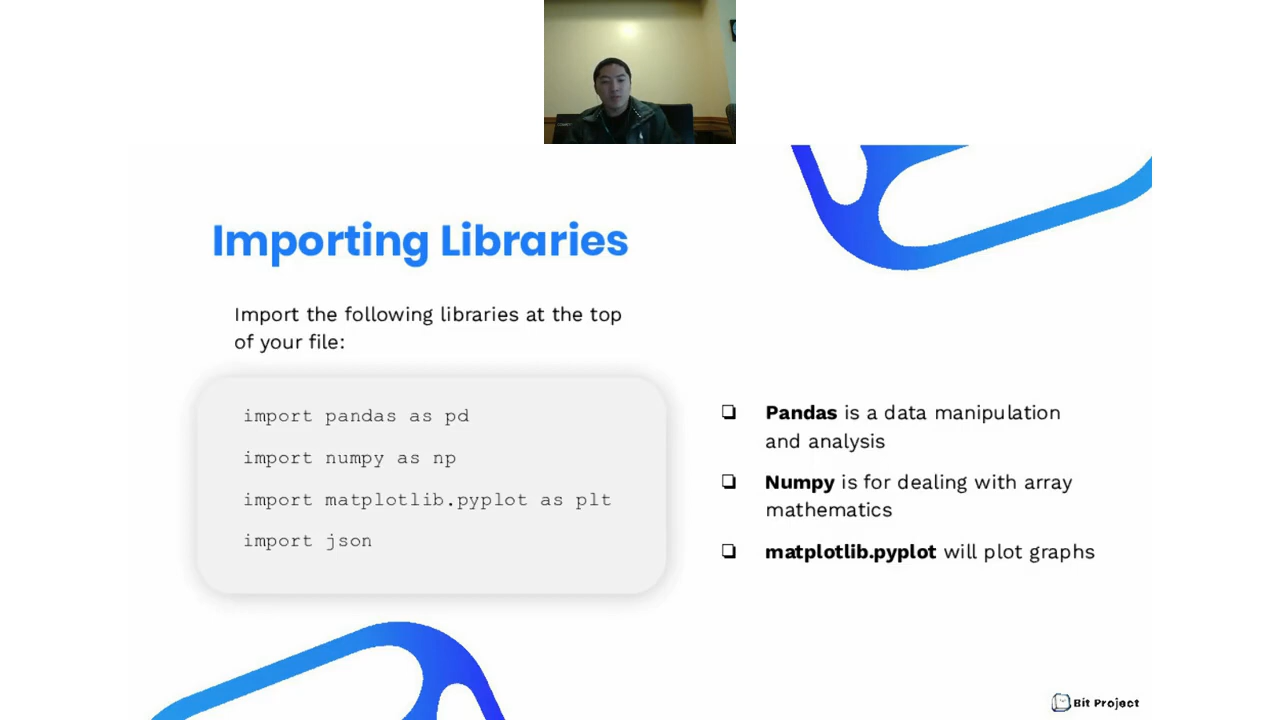 Importing Libraries
Import the following libraries at the top
of your file:
import pandas as pd
import numpy as np
import matplotlib.pyplot as plt
import json
❏ Pandas is a data manipulation
and analysis
❏ Numpy is for dealing with array
mathematics
❏ matplotlib.pyplot will plot graphs
Bit Project